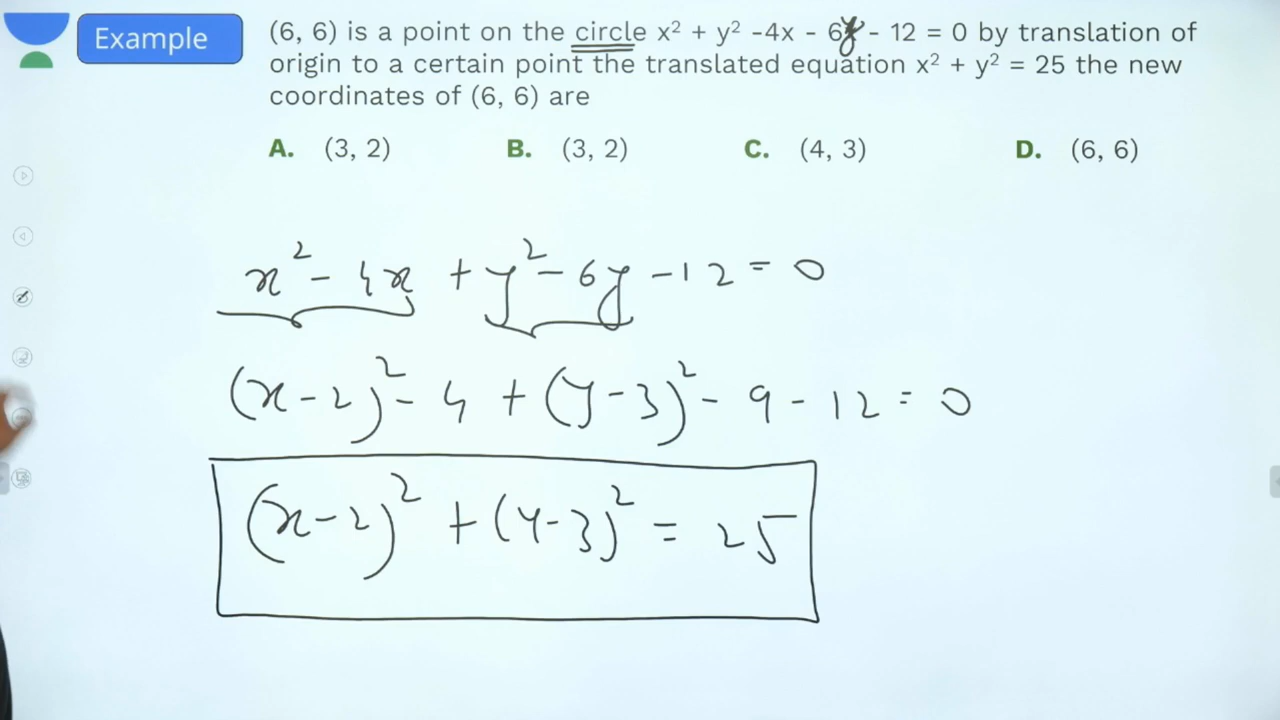 Example
(6, 6) is a point on the circle x² + y² -4x - 6y - 12 = 0 by translation of
origin to a certain point the translated equation x² + y² = 25 the new
coordinates of (6, 6) are
A. (3, 2) B. (3, 2) C. (4, 3) D. (6, 6)
x² - 4x + y² - 6y - 12 = 0
(x-2)² - 4 + (y-3)² - 9 - 12 = 0
(x-2)² + (y-3)² = 25